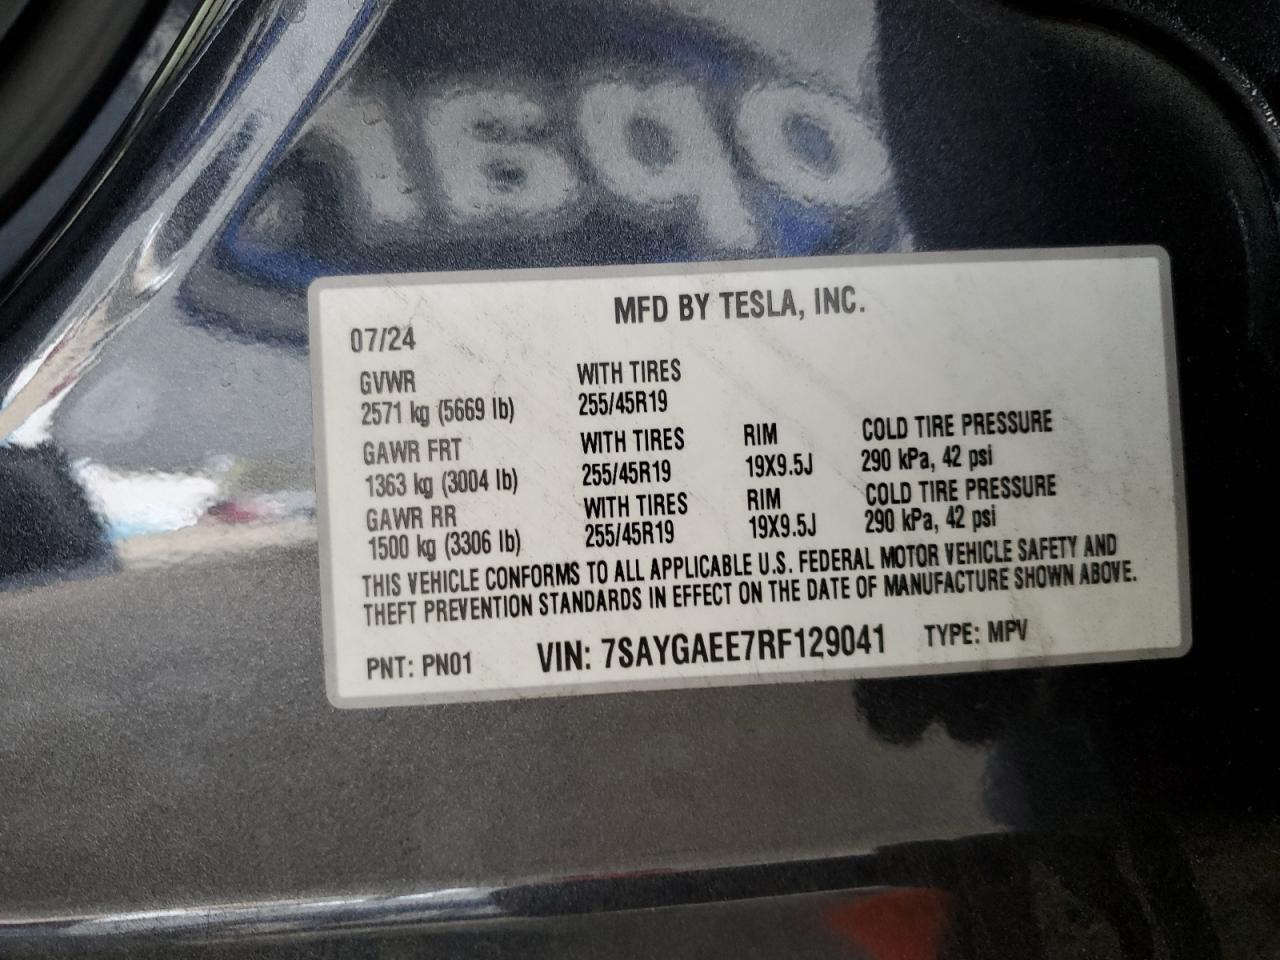 MFD BY TESLA, INC.
07/24
GVWR WITH TIRES
2571 kg (5669 lb) 255/45R19
GAWR FRT WITH TIRES RIM COLD TIRE PRESSURE
1363 kg (3004 lb) 255/45R19 19X9.5J 290 kPa, 42 psi
GAWR RR WITH TIRES RIM COLD TIRE PRESSURE
1500 kg (3306 lb) 255/45R19 19X9.5J 290 kPa, 42 psi
THIS VEHICLE CONFORMS TO ALL APPLICABLE U.S. FEDERAL MOTOR VEHICLE SAFETY AND
THEFT PREVENTION STANDARDS IN EFFECT ON THE DATE OF MANUFACTURE SHOWN ABOVE.
PNT: PN01 VIN: 7SAYGAEE7RF129041 TYPE: MPV